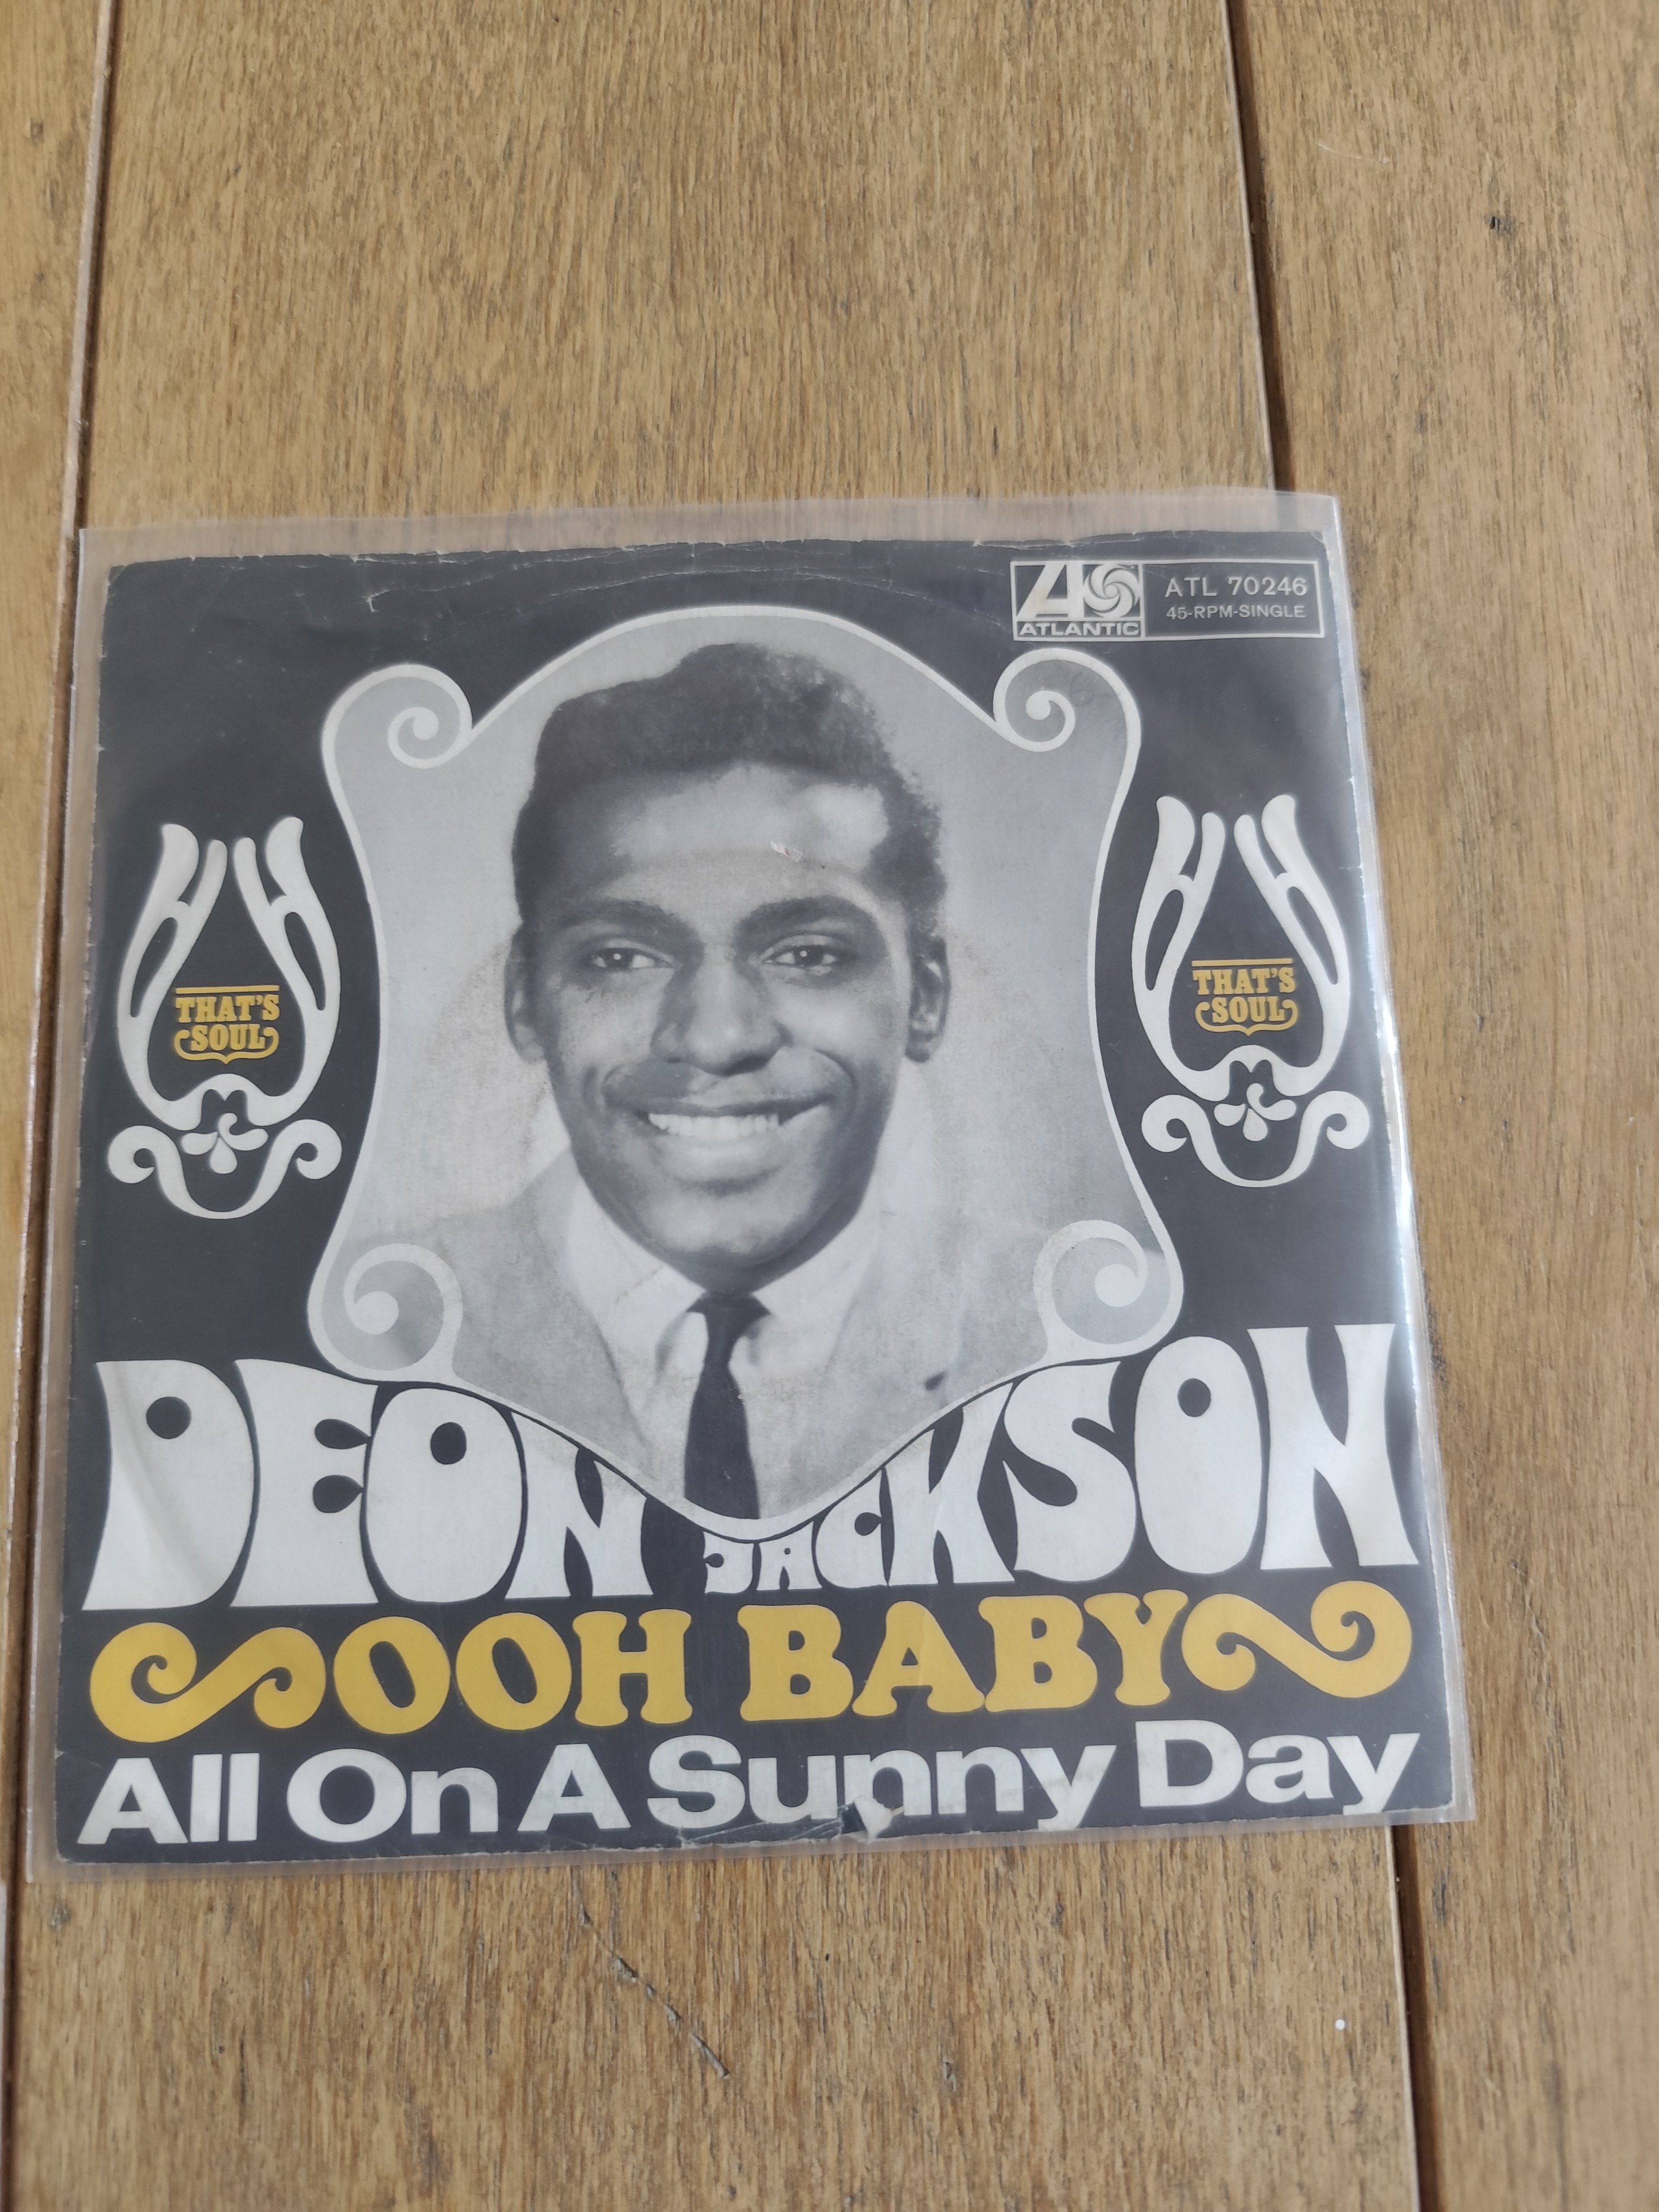 ATLANTIC
ATL 70246
45-RPM-SINGLE
THAT'S
SOUL
THAT'S
SOUL
DEON JACKSON
OOH BABY
All On A Sunny Day